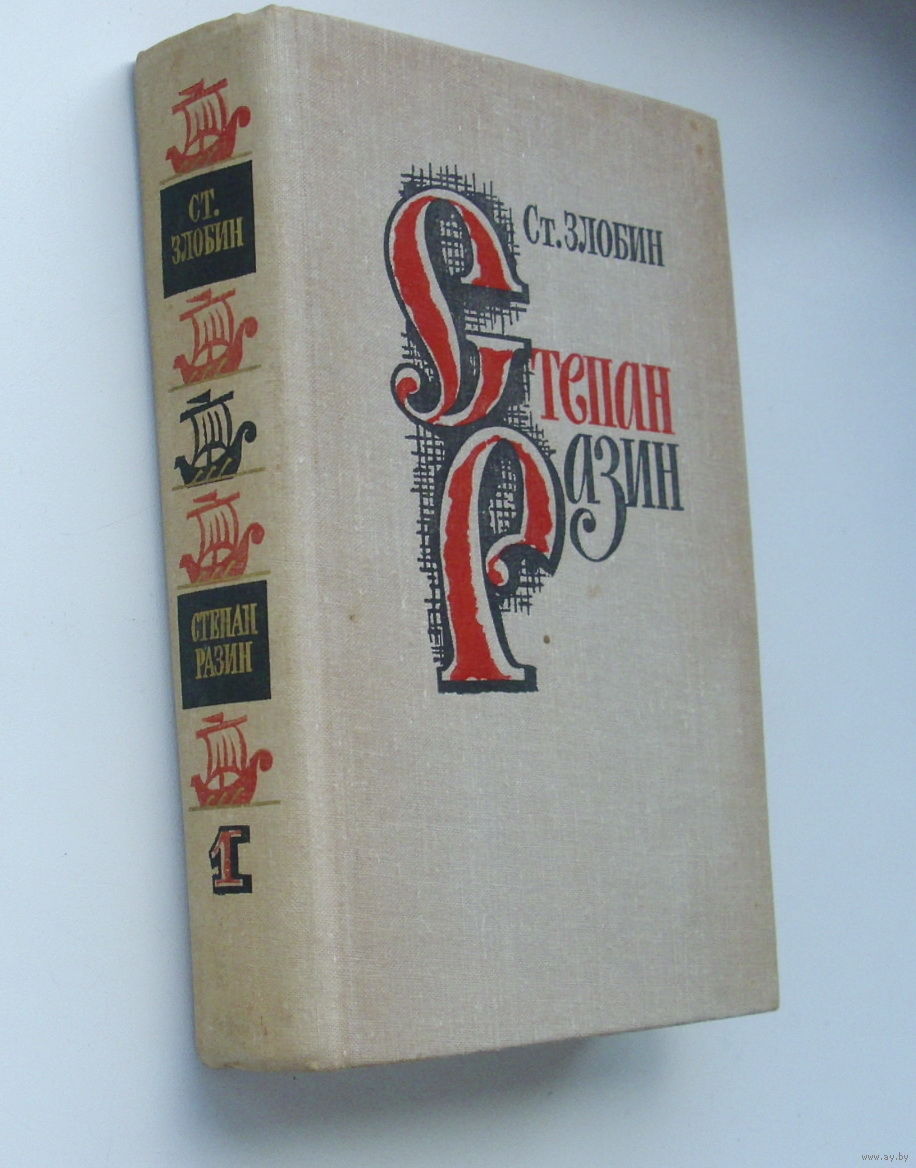 СТ.
ЗЛОБИН
СТЕПАН
РАЗИН
1
Ст. ЗЛОБИН
Степан
Разин
www.ay.by